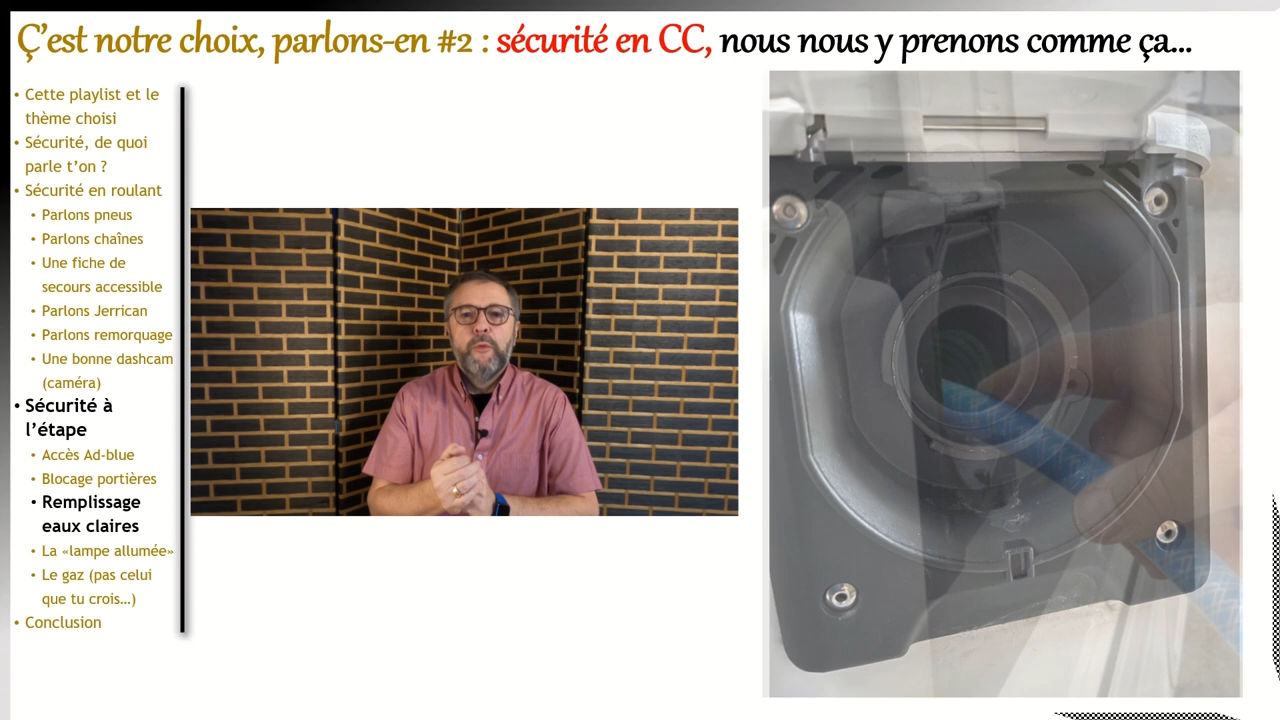 Ç'est notre choix, parlons-en #2 : sécurité en CC, nous nous y prenons comme ça...
• Cette playlist et le
thème choisi
• Sécurité, de quoi
parle t'on ?
• Sécurité en roulant
• Parlons pneus
• Parlons chaînes
• Une fiche de
secours accessible
• Parlons Jerrican
• Parlons remorquage
• Une bonne dashcam
(caméra)
• Sécurité à
l'étape
• Accès Ad-blue
• Blocage portières
• Remplissage
eaux claires
• La «lampe allumée»
• Le gaz (pas celui
que tu crois…)
• Conclusion